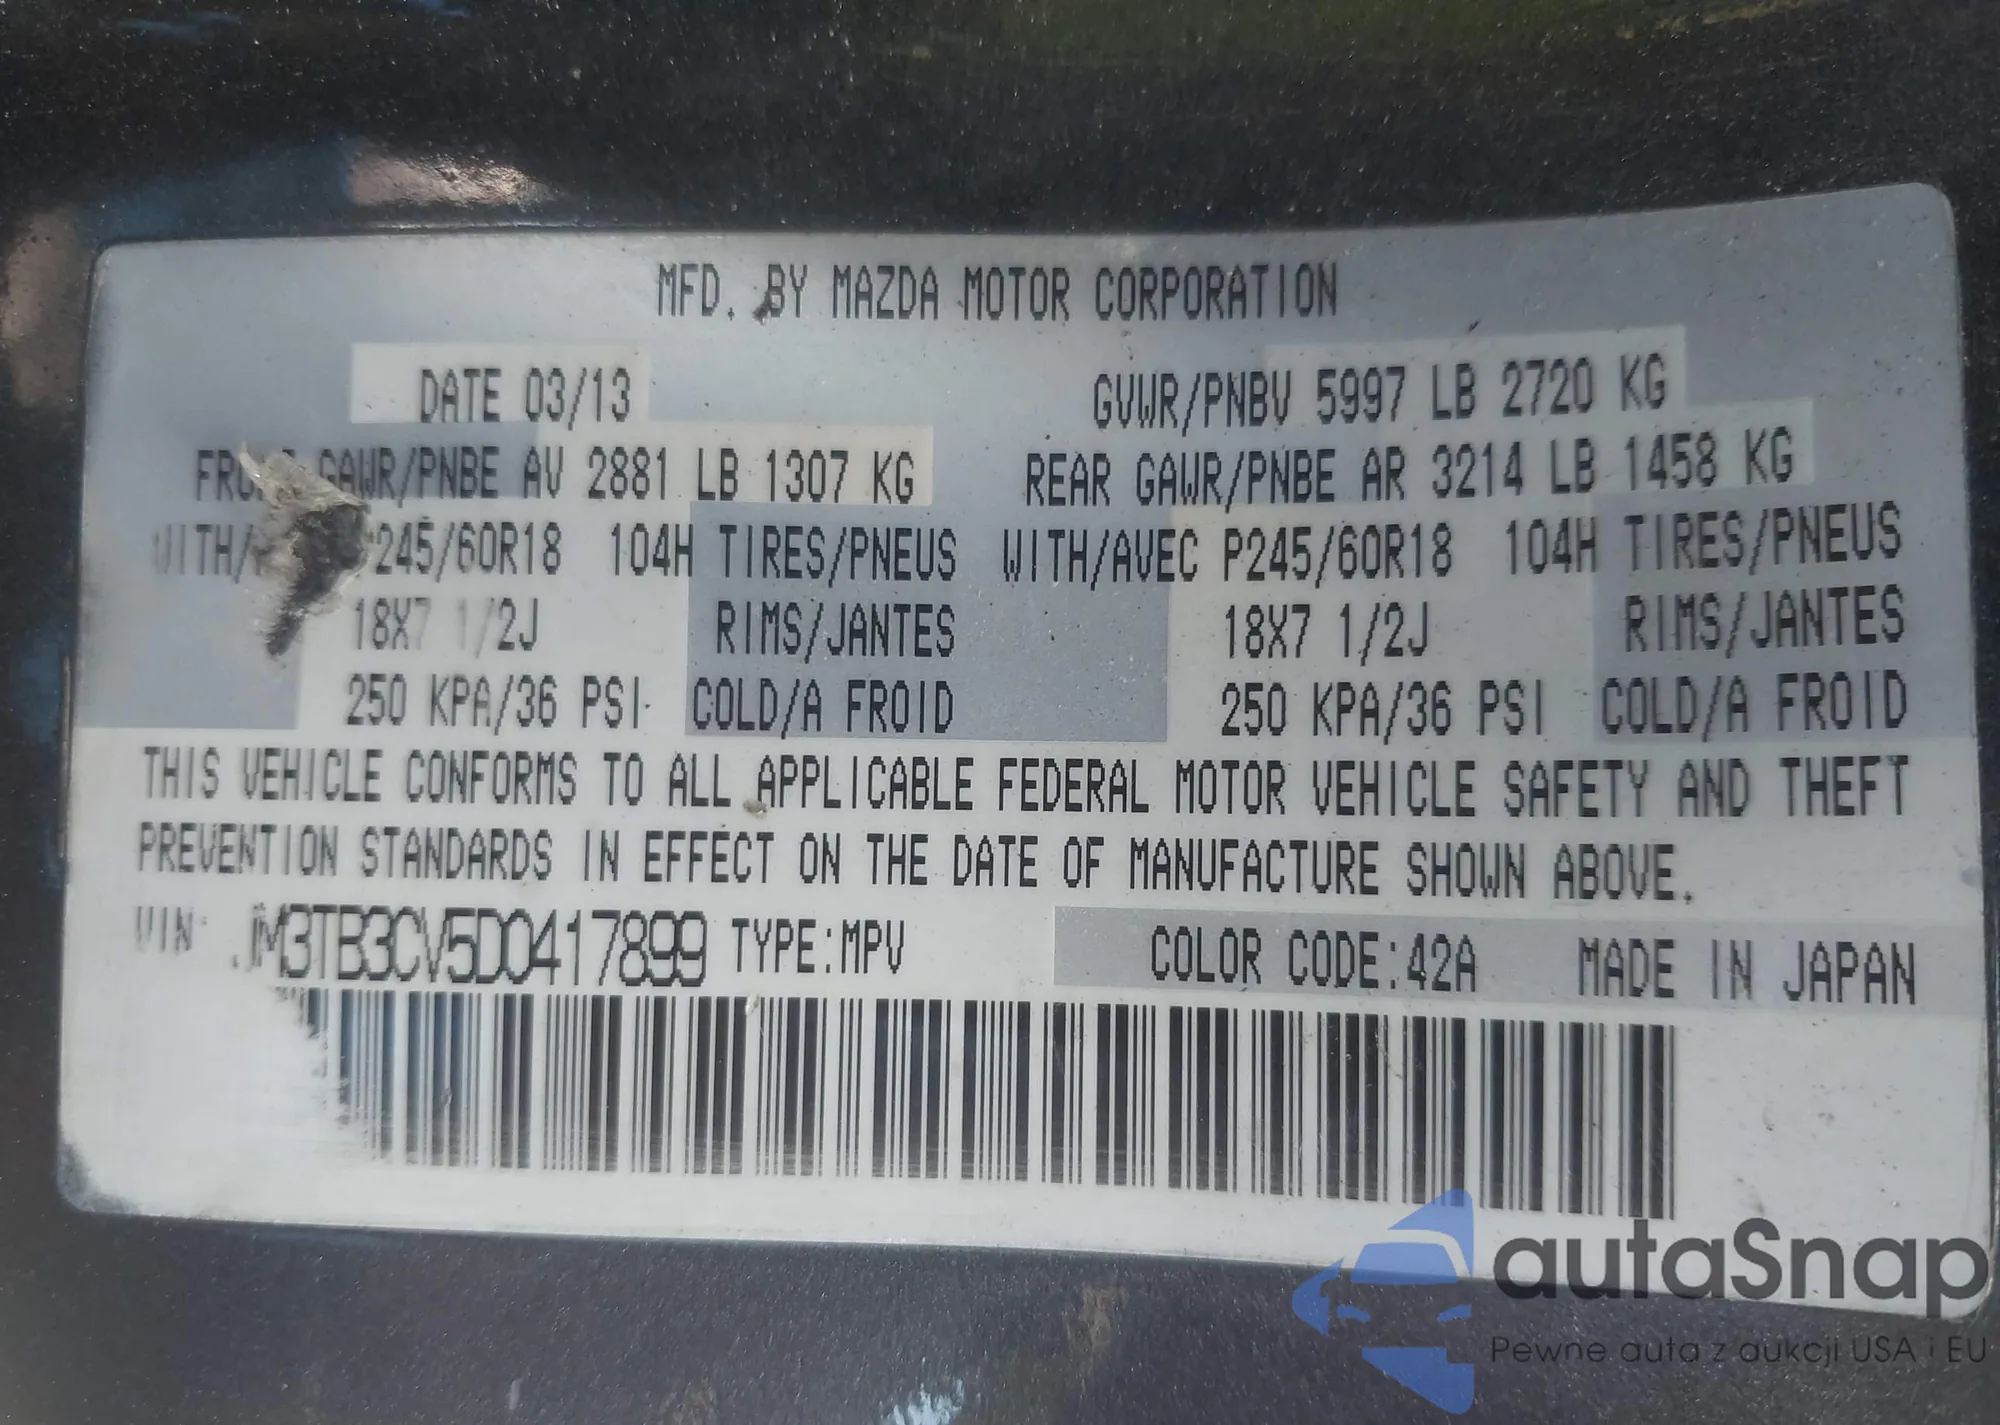 MFD. BY MAZDA MOTOR CORPORATION
DATE 03/13 GVWR/PNBV 5997 LB 2720 KG
GAWR/PNBE AV 2881 LB 1307 KG REAR GAWR/PNBE AR 3214 LB 1458 KG
P245/60R18 104H TIRES/PNEUS WITH/AVEC P245/60R18 104H TIRES/PNEUS
18X7 1/2J RIMS/JANTES 18X7 1/2J RIMS/JANTES
250 KPA/36 PSI COLD/A FROID 250 KPA/36 PSI COLD/A FROID
THIS VEHICLE CONFORMS TO ALL APPLICABLE FEDERAL MOTOR VEHICLE SAFETY AND THEFT
PREVENTION STANDARDS IN EFFECT ON THE DATE OF MANUFACTURE SHOWN ABOVE.
VIN: JM3TB3CV5D0417899 TYPE:MPV COLOR CODE:42A MADE IN JAPAN
autaSnap
Pewne auta z aukcji USA i EU